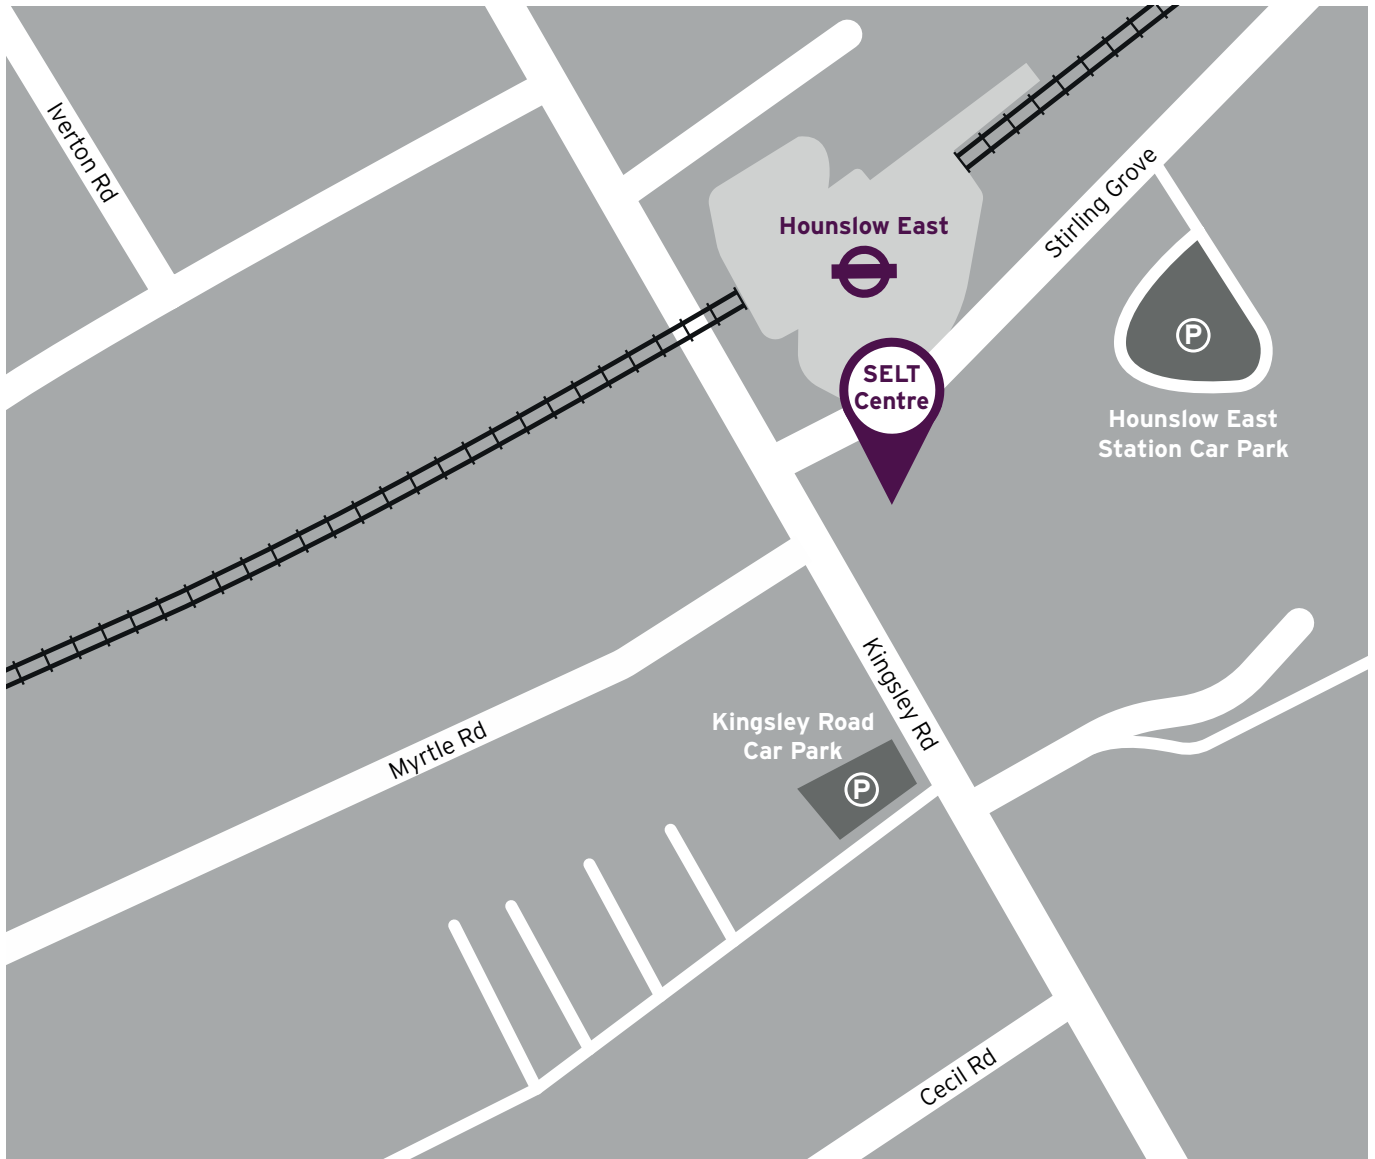 Iverton Rd
Hounslow East
Stirling Grove
P
SELT
Centre
Hounslow East
Station Car Park
Kingsley Rd
Kingsley Road
Car Park
P
Myrtle Rd
Cecil Rd